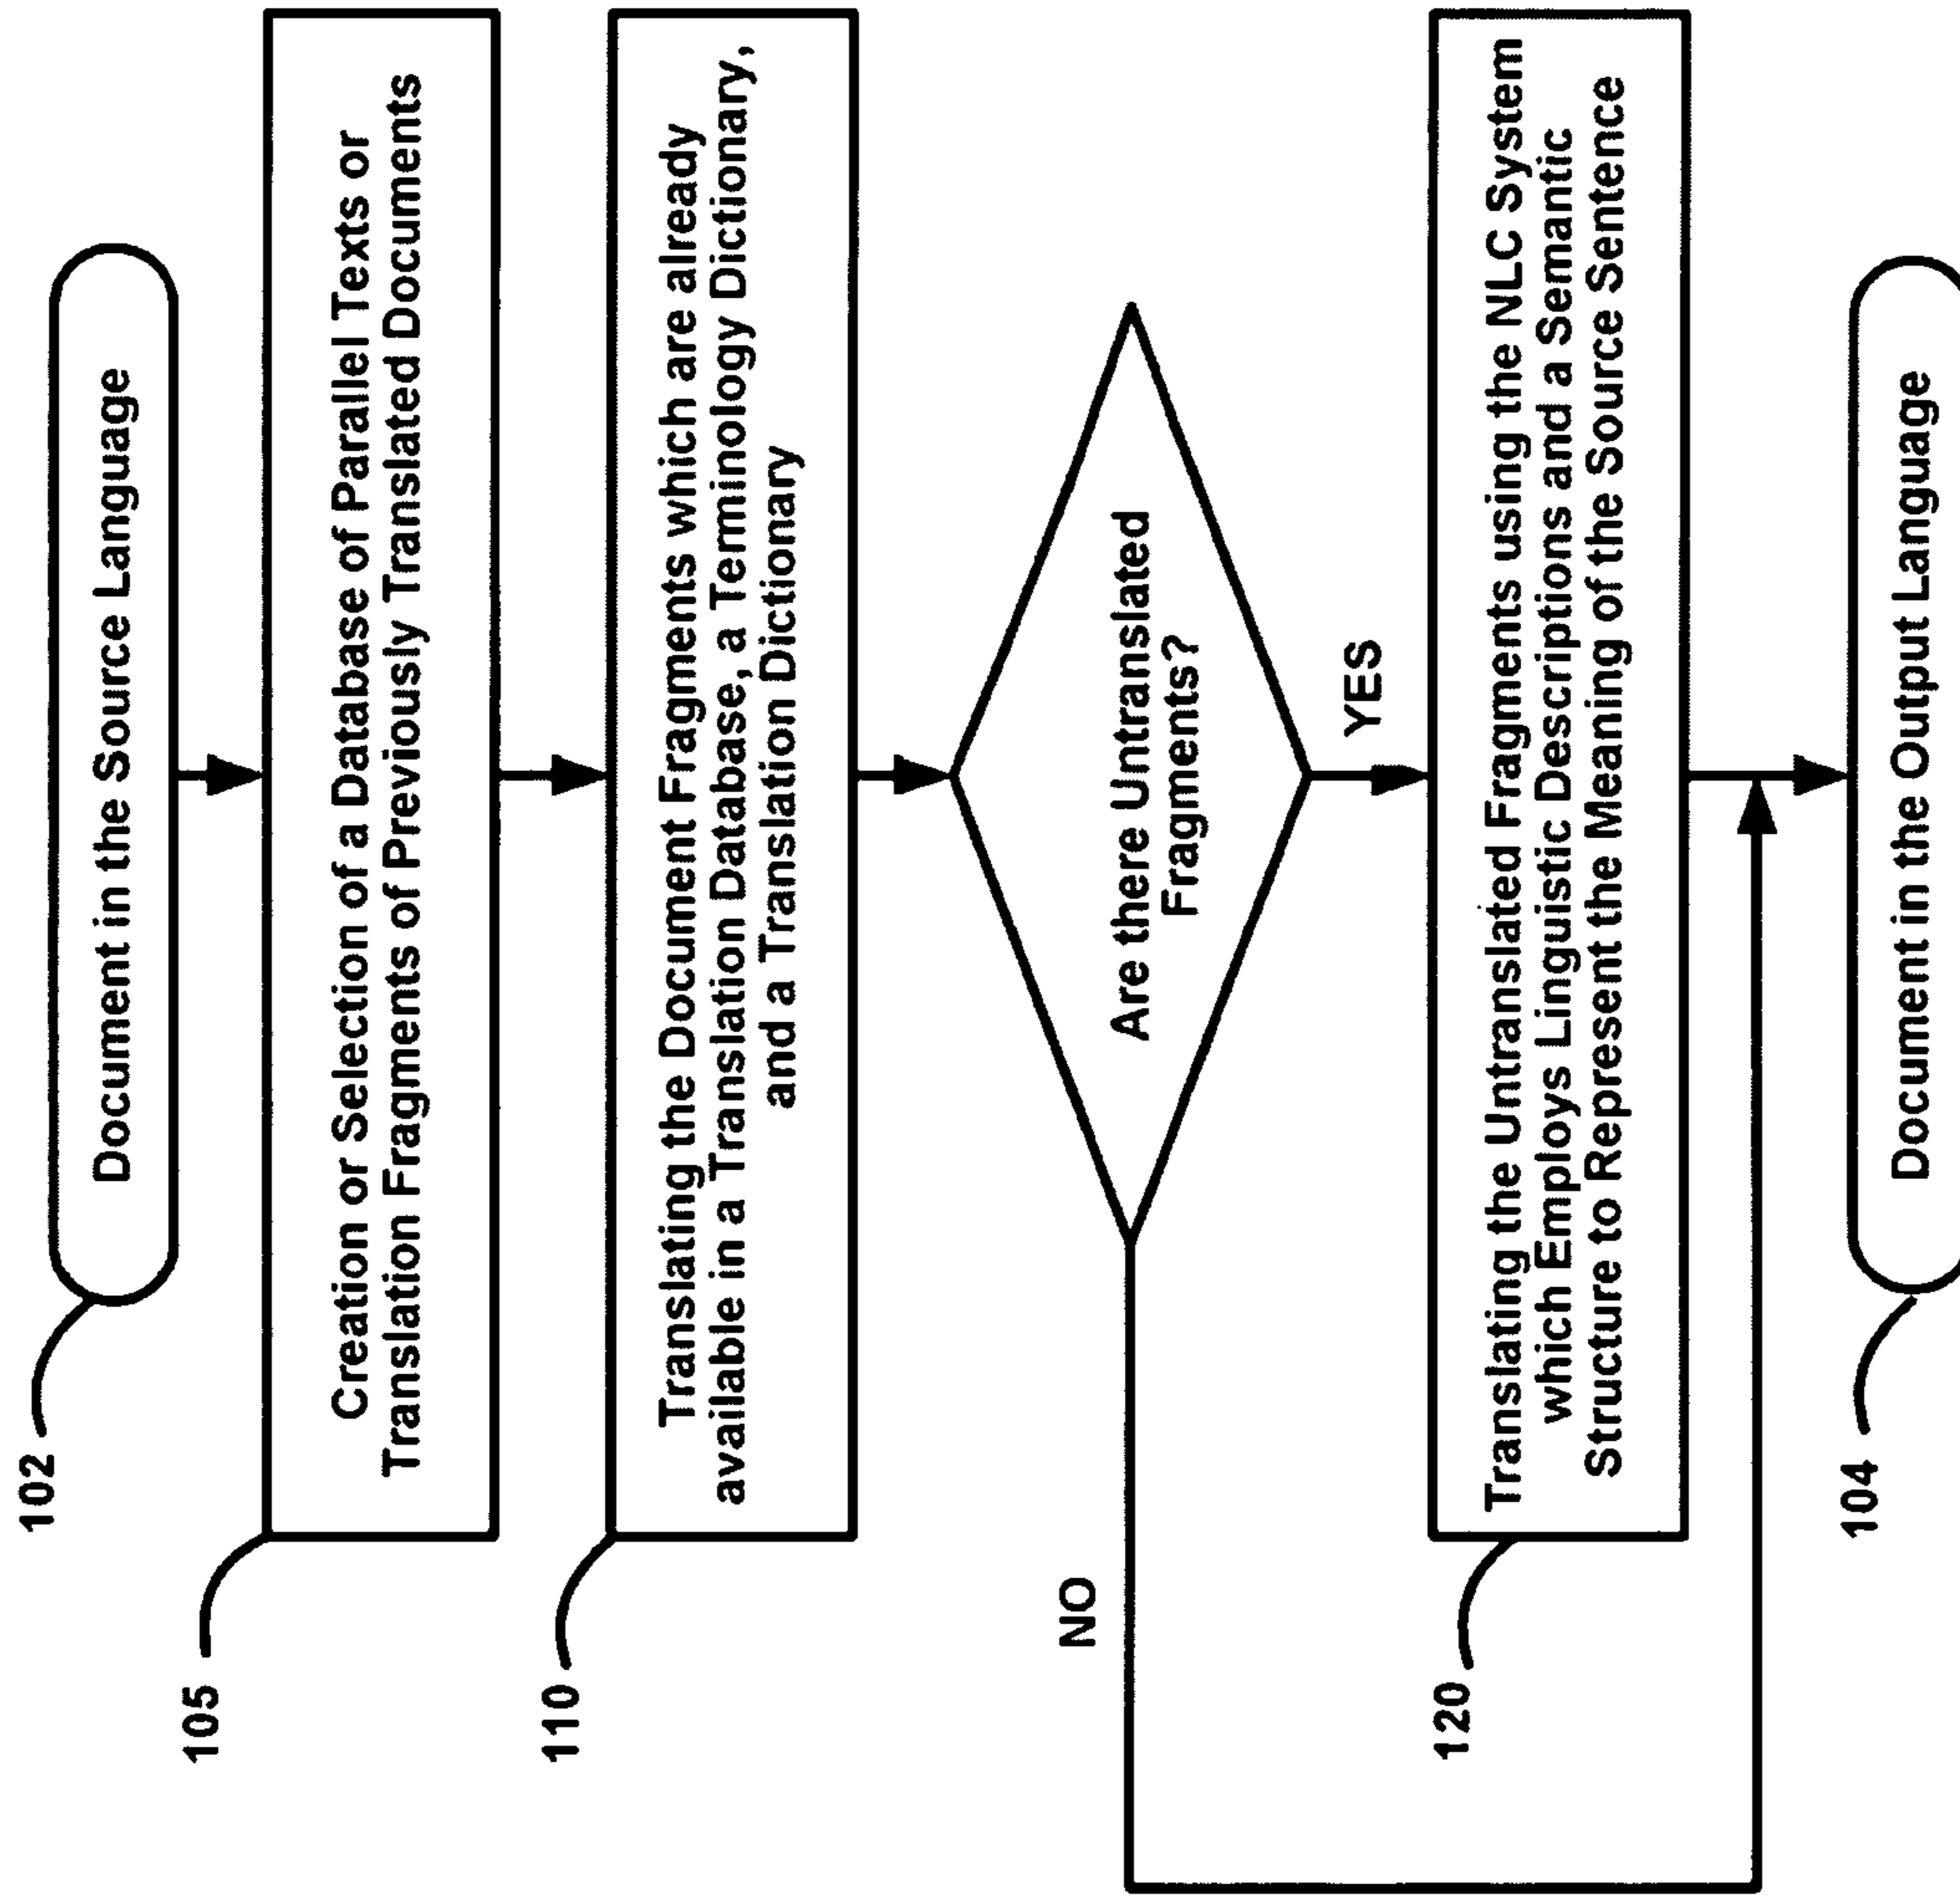 102
Document in the Source Language
105
Creation or Selection of a Database of Parallel Texts or
Translation Fragments of Previously Translated Documents
110
Translating the Document Fragments which are already
available in a Translation Database, a Terminology Dictionary,
and a Translation Dictionary
Are there Untranslated
Fragments?
NO
YES
120
Translating the Untranslated Fragments using the NLC System
which Employs Linguistic Descriptions and a Semantic
Structure to Represent the Meaning of the Source Sentence
104
Document in the Output Language